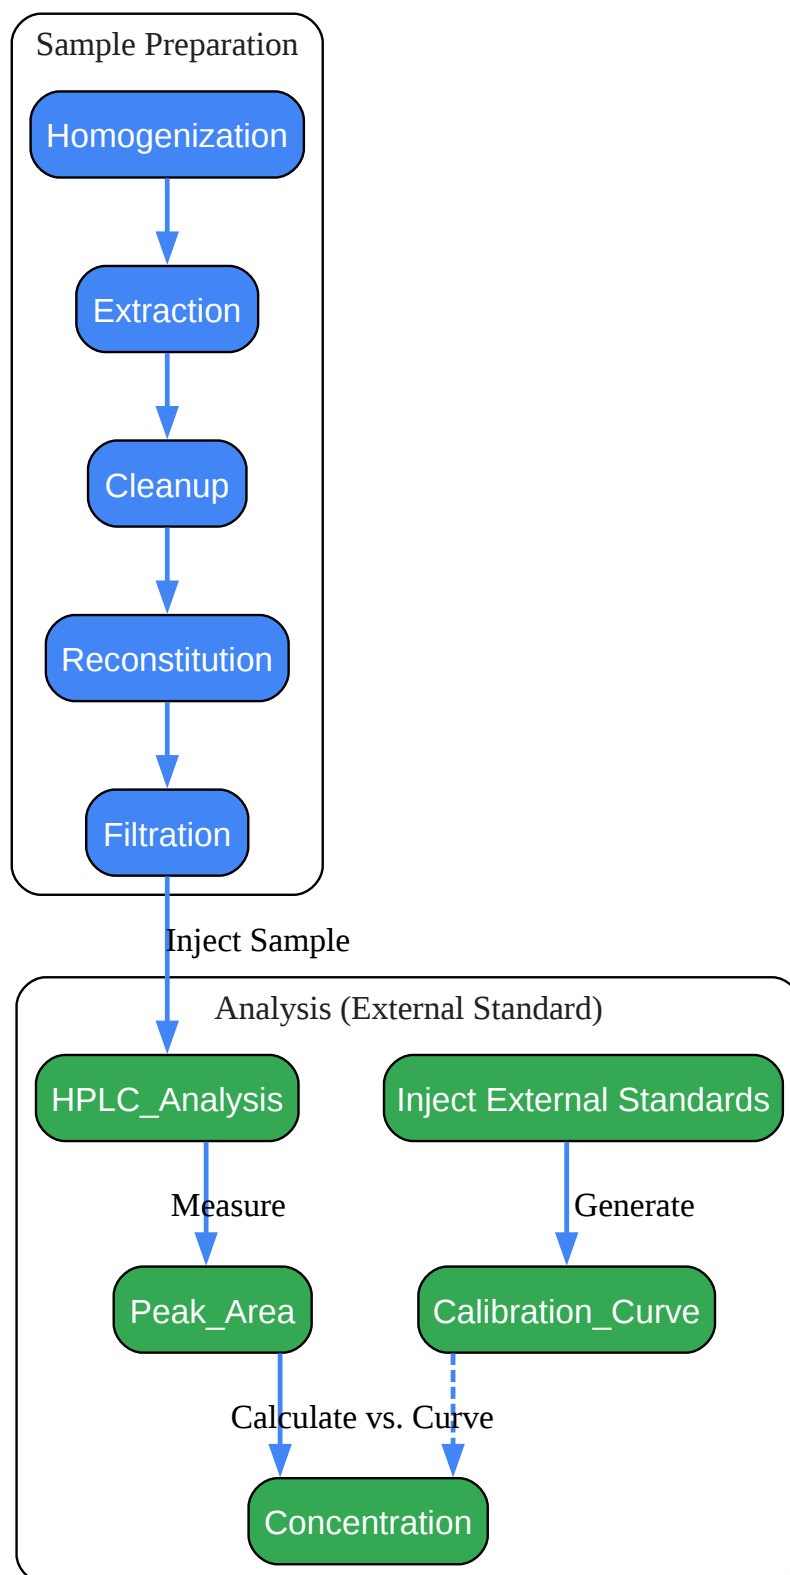 Sample Preparation
Homogenization
Extraction
Cleanup
Reconstitution
Filtration
Inject Sample
Analysis (External Standard)
HPLC_Analysis
Inject External Standards
Measure
Generate
Peak_Area
Calibration_Curve
Calculate vs. Curve
Concentration